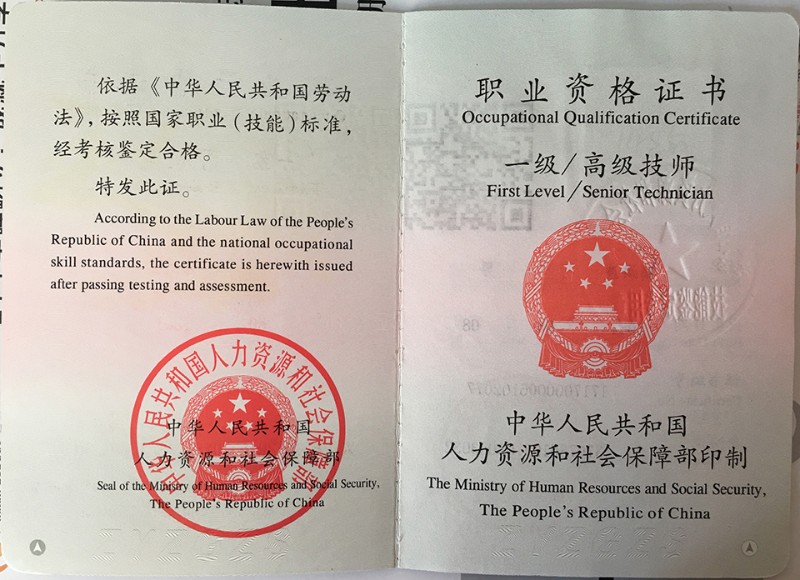 依据《中华人民共和国劳动
法》，按照国家职业（技能）标准，
经考核鉴定合格。
特发此证。
According to the Labour Law of the People's
Republic of China and the national occupational
skill standards, the certificate is herewith issued
after passing testing and assessment.
中华人民共和国人力资源和社会保障部
中华人民共和国
人力资源和社会保障部
Seal of the Ministry of Human Resources and Social Security,
The People's Republic of China
职业资格证书
Occupational Qualification Certificate
一级/高级技师
First Level/Senior Technician
中华人民共和国
人力资源和社会保障部印制
The Ministry of Human Resources and Social Security,
The People's Republic of China